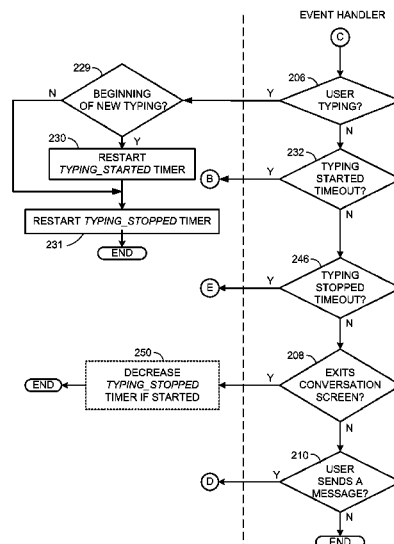 EVENT HANDLER
C
206
USER
TYPING?
Y
N
229
BEGINNING
OF NEW TYPING?
N
Y
230
RESTART
TYPING_STARTED TIMER
RESTART TYPING_STOPPED TIMER
231
END
232
TYPING
STARTED
TIMEOUT?
Y
B
N
246
TYPING
STOPPED
TIMEOUT?
Y
E
N
208
EXITS
CONVERSATION
SCREEN?
Y
N
250
DECREASE
TYPING_STOPPED
TIMER IF STARTED
END
210
USER
SENDS A
MESSAGE?
Y
D
N
END